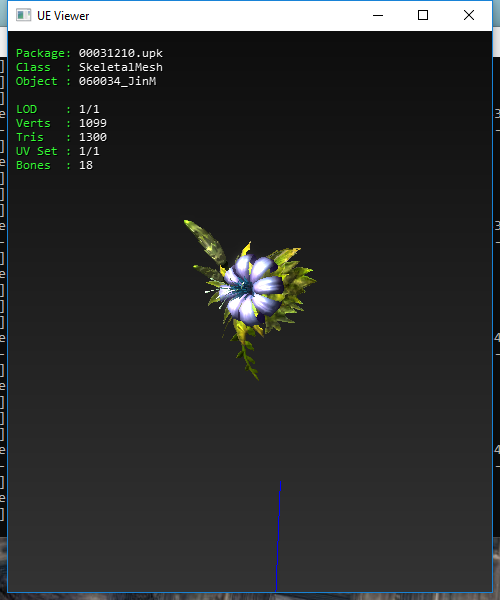 UE Viewer
Package: 00031210.upk
Class : SkeletalMesh
Object : 060034_JinM
LOD : 1/1
Verts : 1099
Tris : 1300
UV Set : 1/1
Bones : 18